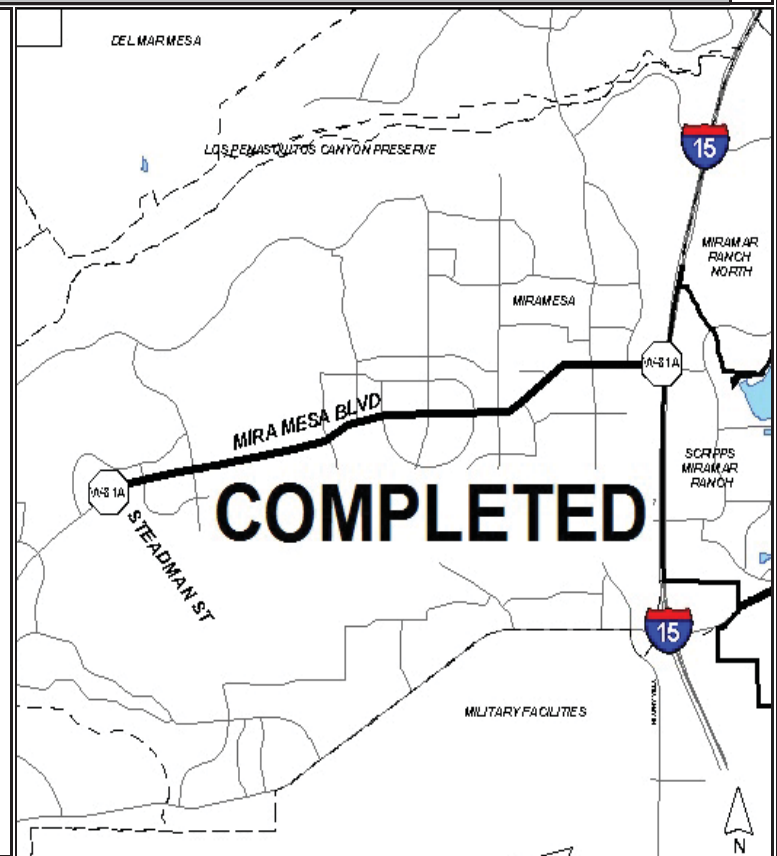 DEL MAR MESA
LOS PENASQUITOS CANYON PRESERVE
15
MIRAMAR
RANCH
NORTH
MIRA MESA
W-81A
MIRA MESA BLVD
SCRIPPS
MIRAMAR
RANCH
W-81A
COMPLETED
STEADMAN ST
15
MILITARY FACILITIES
N